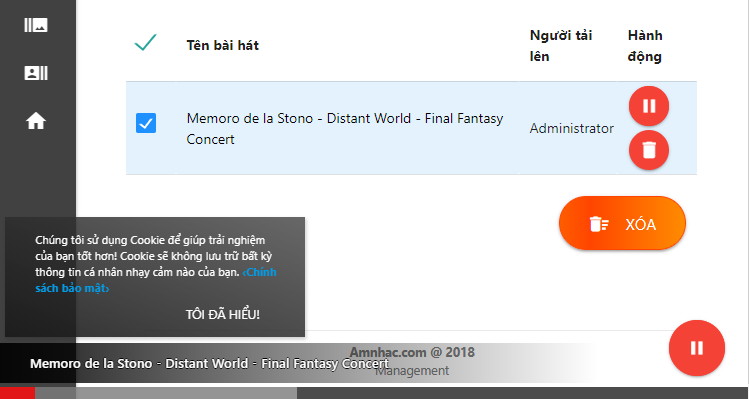 Tên bài hát
Người tải
lên
Hành
động
Memoro de la Stono - Distant World - Final Fantasy
Concert
Administrator
XÓA
Chúng tôi sử dụng Cookie để giúp trải nghiệm
của bạn tốt hơn! Cookie sẽ không lưu trữ bất kỳ
thông tin cá nhân nhạy cảm nào của bạn. ‹Chính
sách bảo mật›
TÔI ĐÃ HIỂU!
Amnhac.com @ 2018
Management
Memoro de la Stono - Distant World - Final Fantasy Concert